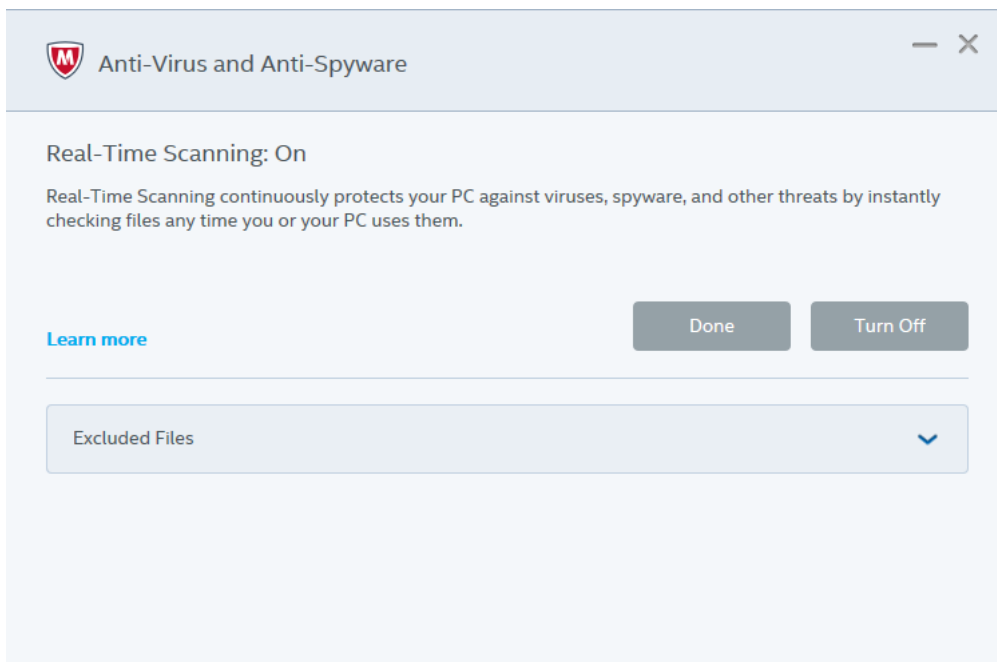 Anti-Virus and Anti-Spyware
Real-Time Scanning: On
Real-Time Scanning continuously protects your PC against viruses, spyware, and other threats by instantly
checking files any time you or your PC uses them.
Learn more
Done
Turn Off
Excluded Files